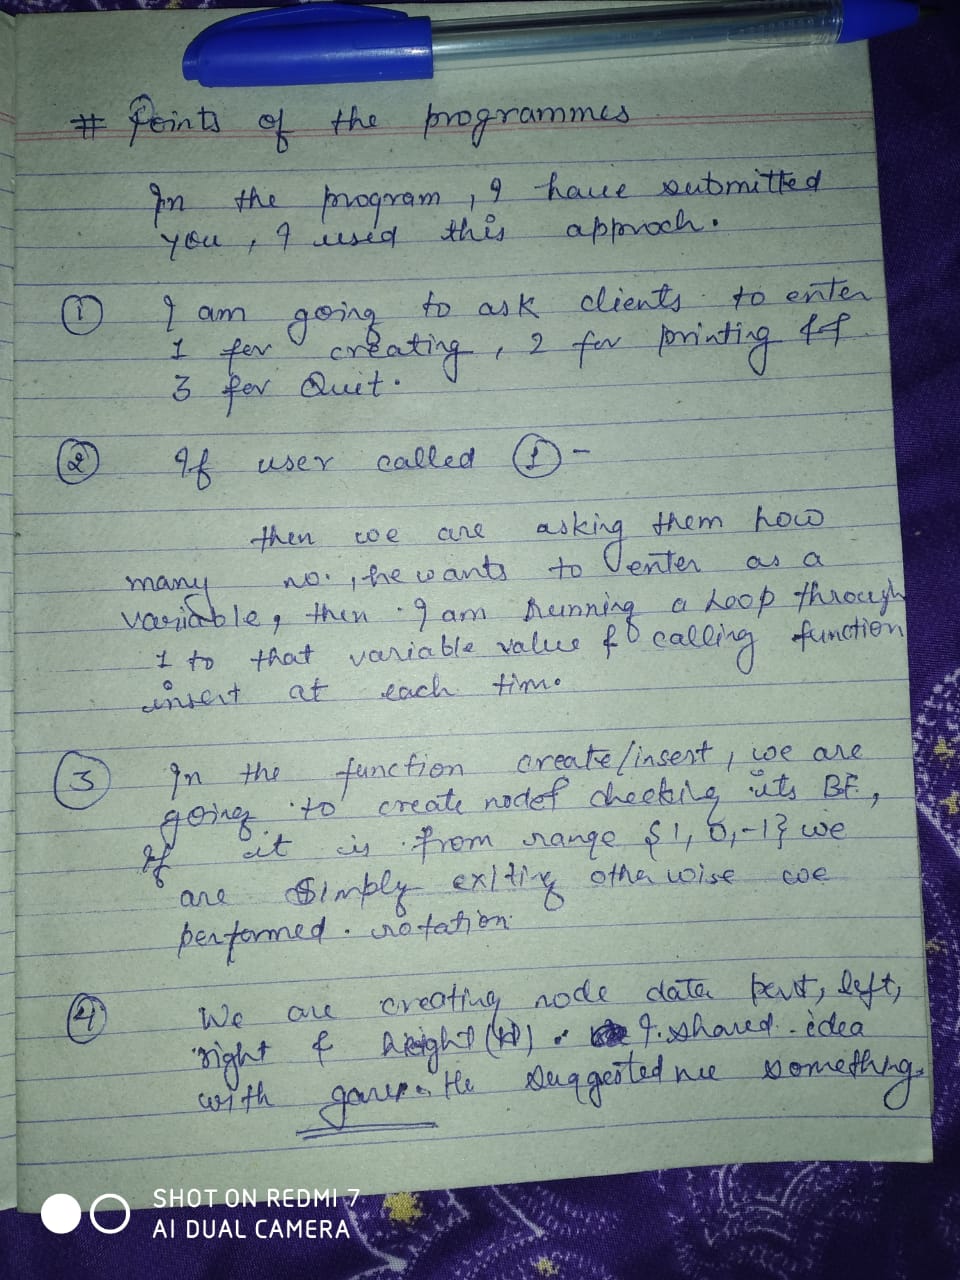 # Points of the programmes
In the program, I have submitted
you, I used this approch.
① I am going to ask clients to enter
1 for creating, 2 for printing &
3 for Quit.
② If user called ① -
then we are asking them how
many no., he wants to enter as a
variable, then I am running a Loop through
1 to that variable value & calling function
insert at each time.
③ In the function create/insert, we are
going to create node & checking its BF,
If it is from range {1, 0, -1} we
are simply exiting otherwise we
performed rotation
④ We are creating node data part, left,
right & height (H). I shared idea
with He suggested me something.
SHOT ON REDMI 7
AI DUAL CAMERA